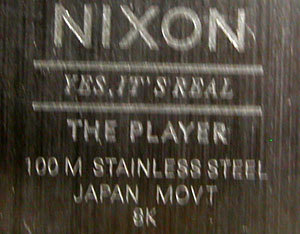 NIXON
YES, IT'S REAL
THE PLAYER
100 M STAINLESS STEEL
JAPAN MOVT
8K